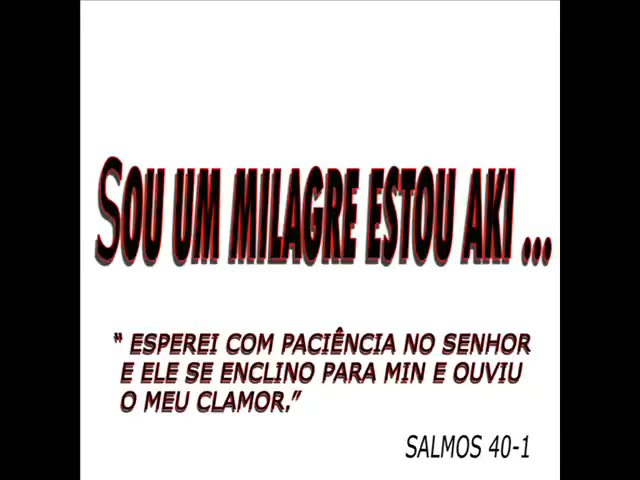 SOU UM MILAGRE ESTOU AKI ...
" ESPEREI COM PACIÊNCIA NO SENHOR
E ELE SE ENCLINO PARA MIN E OUVIU
O MEU CLAMOR."
SALMOS 40-1